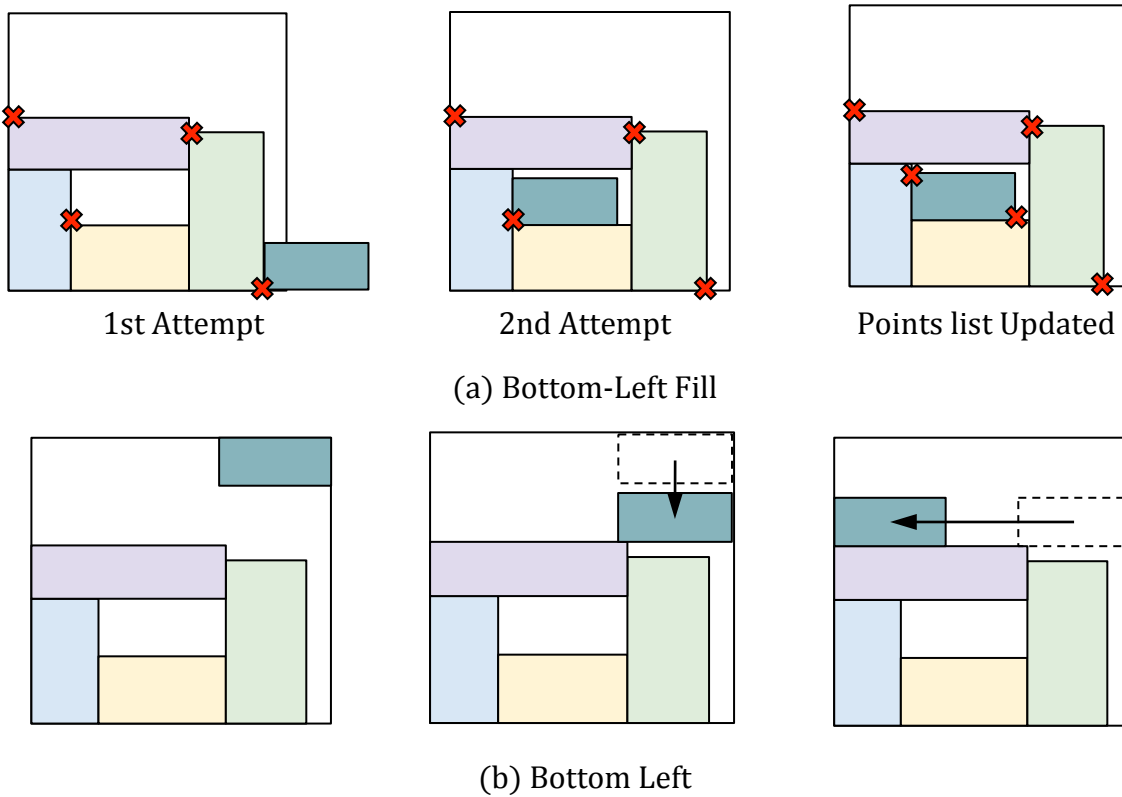 1st Attempt
2nd Attempt
Points list Updated
(a) Bottom-Left Fill
(b) Bottom Left